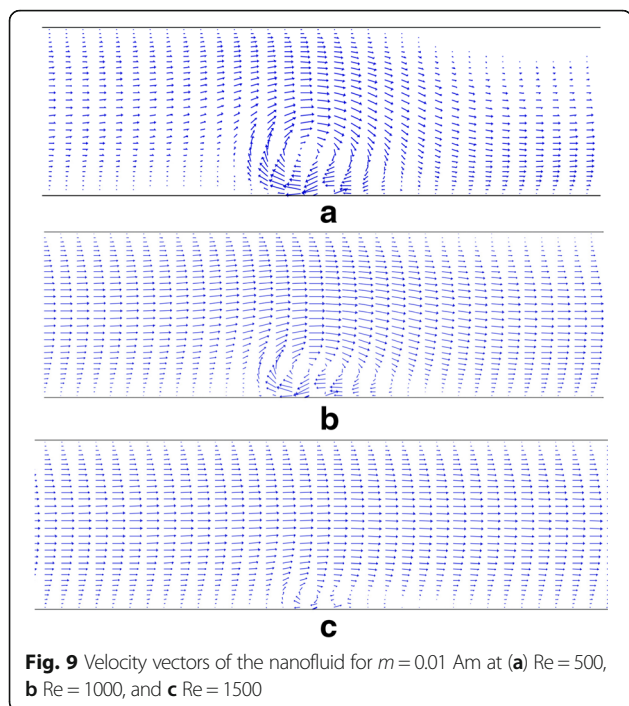 a
b
c
Fig. 9 Velocity vectors of the nanofluid for m = 0.01 Am at (a) Re = 500,
b Re = 1000, and c Re = 1500